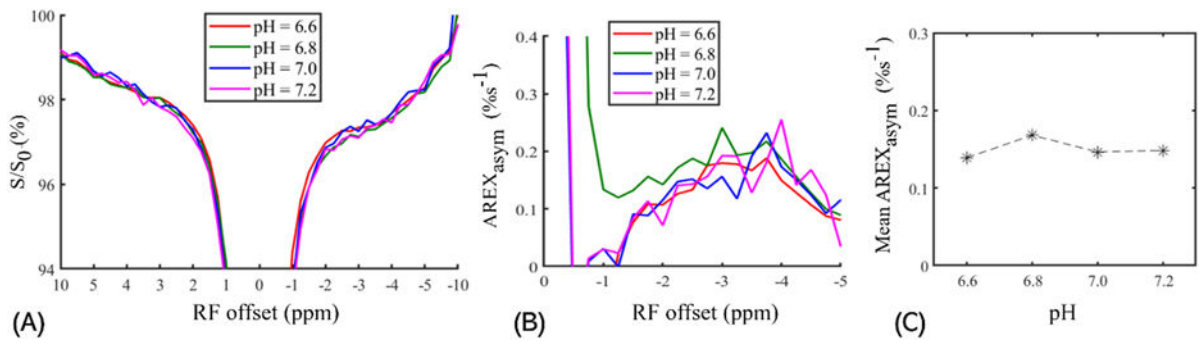 100
98
96
94
S/S0 (%)
pH = 6.6
pH = 6.8
pH = 7.0
pH = 7.2
10 5 4 3 2 1 0 -1 -2 -3 -4 -5 -10
RF offset (ppm)
(A)
0.4
0.3
0.2
0.1
0
AREXasym (%s-1)
pH = 6.6
pH = 6.8
pH = 7.0
pH = 7.2
0 -1 -2 -3 -4 -5
RF offset (ppm)
(B)
0.3
0.2
0.1
0
Mean AREXasym (%s-1)
6.6 6.8 7.0 7.2
pH
(C)